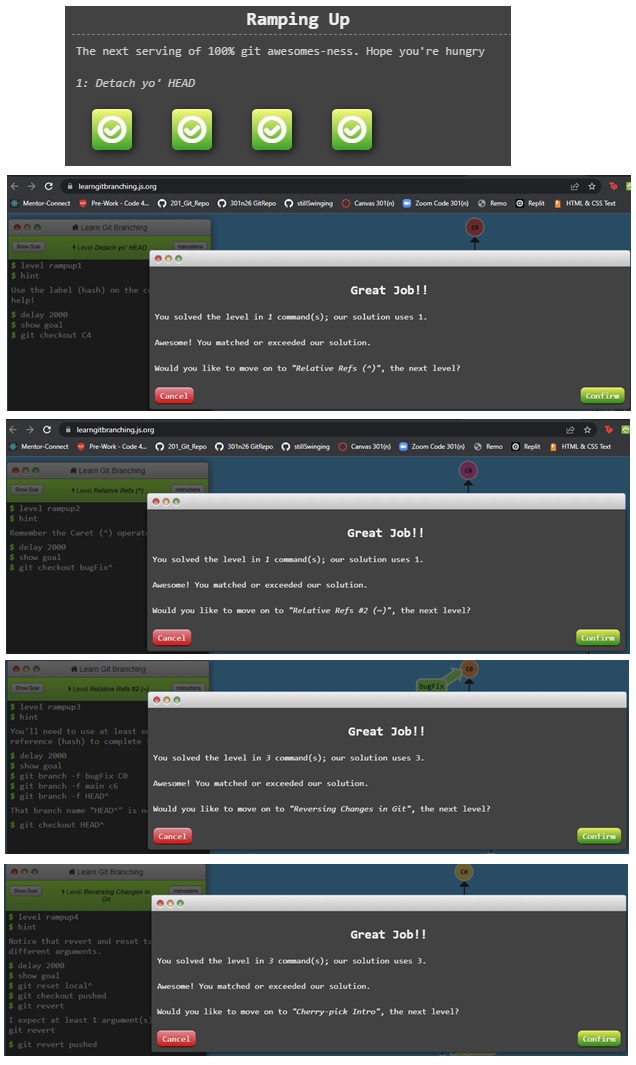 Ramping Up
The next serving of 100% git awesomes-ness. Hope you're hungry
1: Detach yo' HEAD
learngitbranching.js.org
Mentor-Connect Pre-Work - Code 4... 201_Git_Repo 301n26 GitRepo stillSwinging Canvas 301(n) Zoom Code 301(n) Remo Replit HTML & CSS Text
Learn Git Branching
C0
Show Goal Level Detach yo' HEAD Instructions
$ level rampup1
$ hint
Use the label (hash) on the
help!
$ delay 2000
$ show goal
$ git checkout C4
Great Job!!
You solved the level in 1 command(s); our solution uses 1.
Awesome! You matched or exceeded our solution.
Would you like to move on to "Relative Refs (^)", the next level?
Cancel Confirm
learngitbranching.js.org
Mentor-Connect Pre-Work - Code 4... 201_Git_Repo 301n26 GitRepo stillSwinging Canvas 301(n) Zoom Code 301(n) Remo Replit HTML & CSS Text
Learn Git Branching
C0
Show Goal Level Relative Refs (^) Instructions
$ level rampup2
$ hint
Remember the Caret (^) operat
$ delay 2000
$ show goal
$ git checkout bugFix^
Great Job!!
You solved the level in 1 command(s); our solution uses 1.
Awesome! You matched or exceeded our solution.
Would you like to move on to "Relative Refs #2 (~)", the next level?
Cancel Confirm
Learn Git Branching
C0
bugFix
Show Goal Level Relative Refs #2 (~) Instructions
$ level rampup3
$ hint
You'll need to use at least o
reference (hash) to complete
$ delay 2000
$ show goal
$ git branch -f bugFix C0
$ git branch -f main c6
$ git branch -f HEAD^
That branch name "HEAD^" is n
$ git checkout HEAD^
Great Job!!
You solved the level in 3 command(s); our solution uses 3.
Awesome! You matched or exceeded our solution.
Would you like to move on to "Reversing Changes in Git", the next level?
Cancel Confirm
Learn Git Branching
C0
Show Goal Level Reversing Changes in Instructions
Git
$ level rampup4
$ hint
Notice that revert and reset ta
different arguments.
$ delay 2000
$ show goal
$ git reset local^
$ git checkout pushed
$ git revert
I expect at least 1 argument(s)
git revert
$ git revert pushed
Great Job!!
You solved the level in 3 command(s); our solution uses 3.
Awesome! You matched or exceeded our solution.
Would you like to move on to "Cherry-pick Intro", the next level?
Cancel Confirm